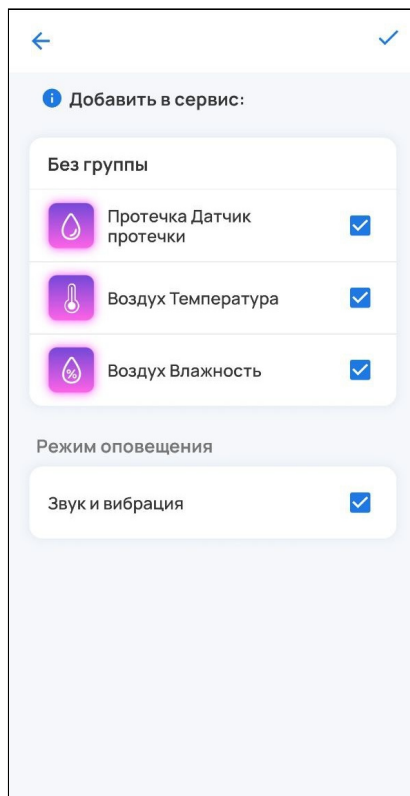 Добавить в сервис:
Без группы
Протечка Датчик
протечки
Воздух Температура
%
Воздух Влажность
Режим оповещения
Звук и вибрация